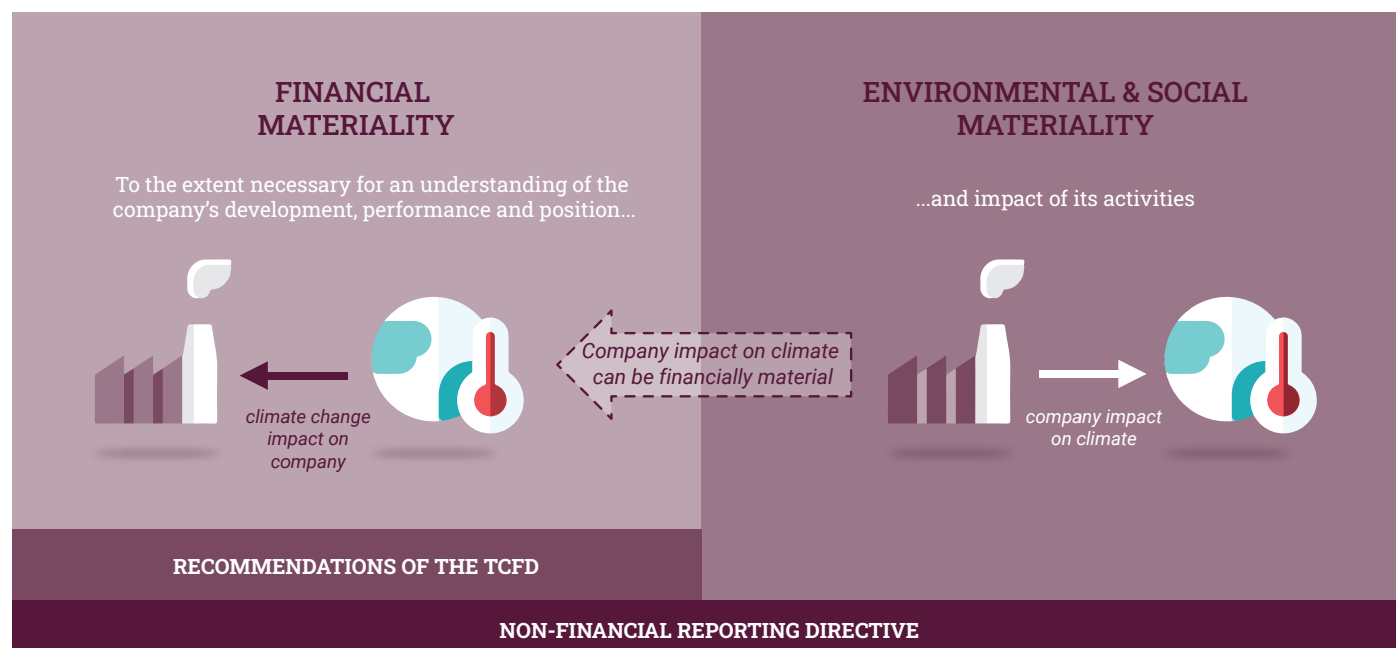 FINANCIAL
MATERIALITY
To the extent necessary for an understanding of the
company’s development, performance and position...
climate change
impact on
company
RECOMMENDATIONS OF THE TCFD
Company impact on climate
can be financially material
ENVIRONMENTAL & SOCIAL
MATERIALITY
...and impact of its activities
company impact
on climate
NON-FINANCIAL REPORTING DIRECTIVE